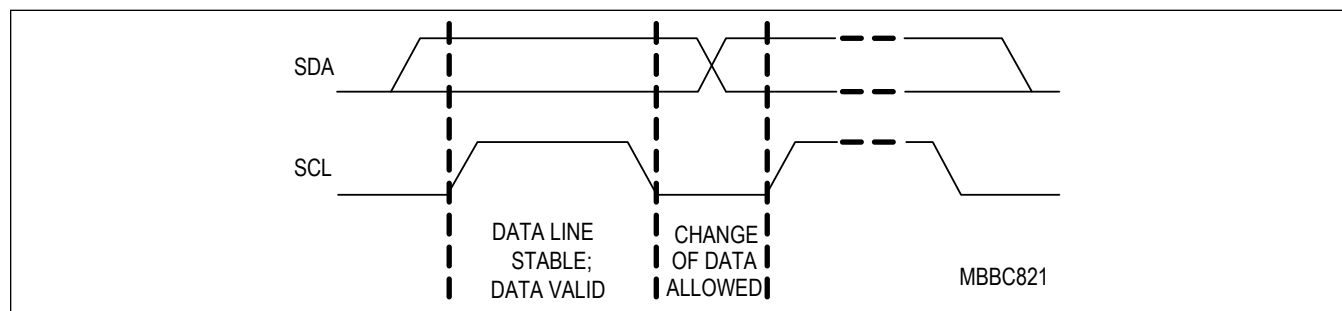 SDA
SCL
DATA LINE
STABLE;
DATA VALID
CHANGE
OF DATA
ALLOWED
MBBC821